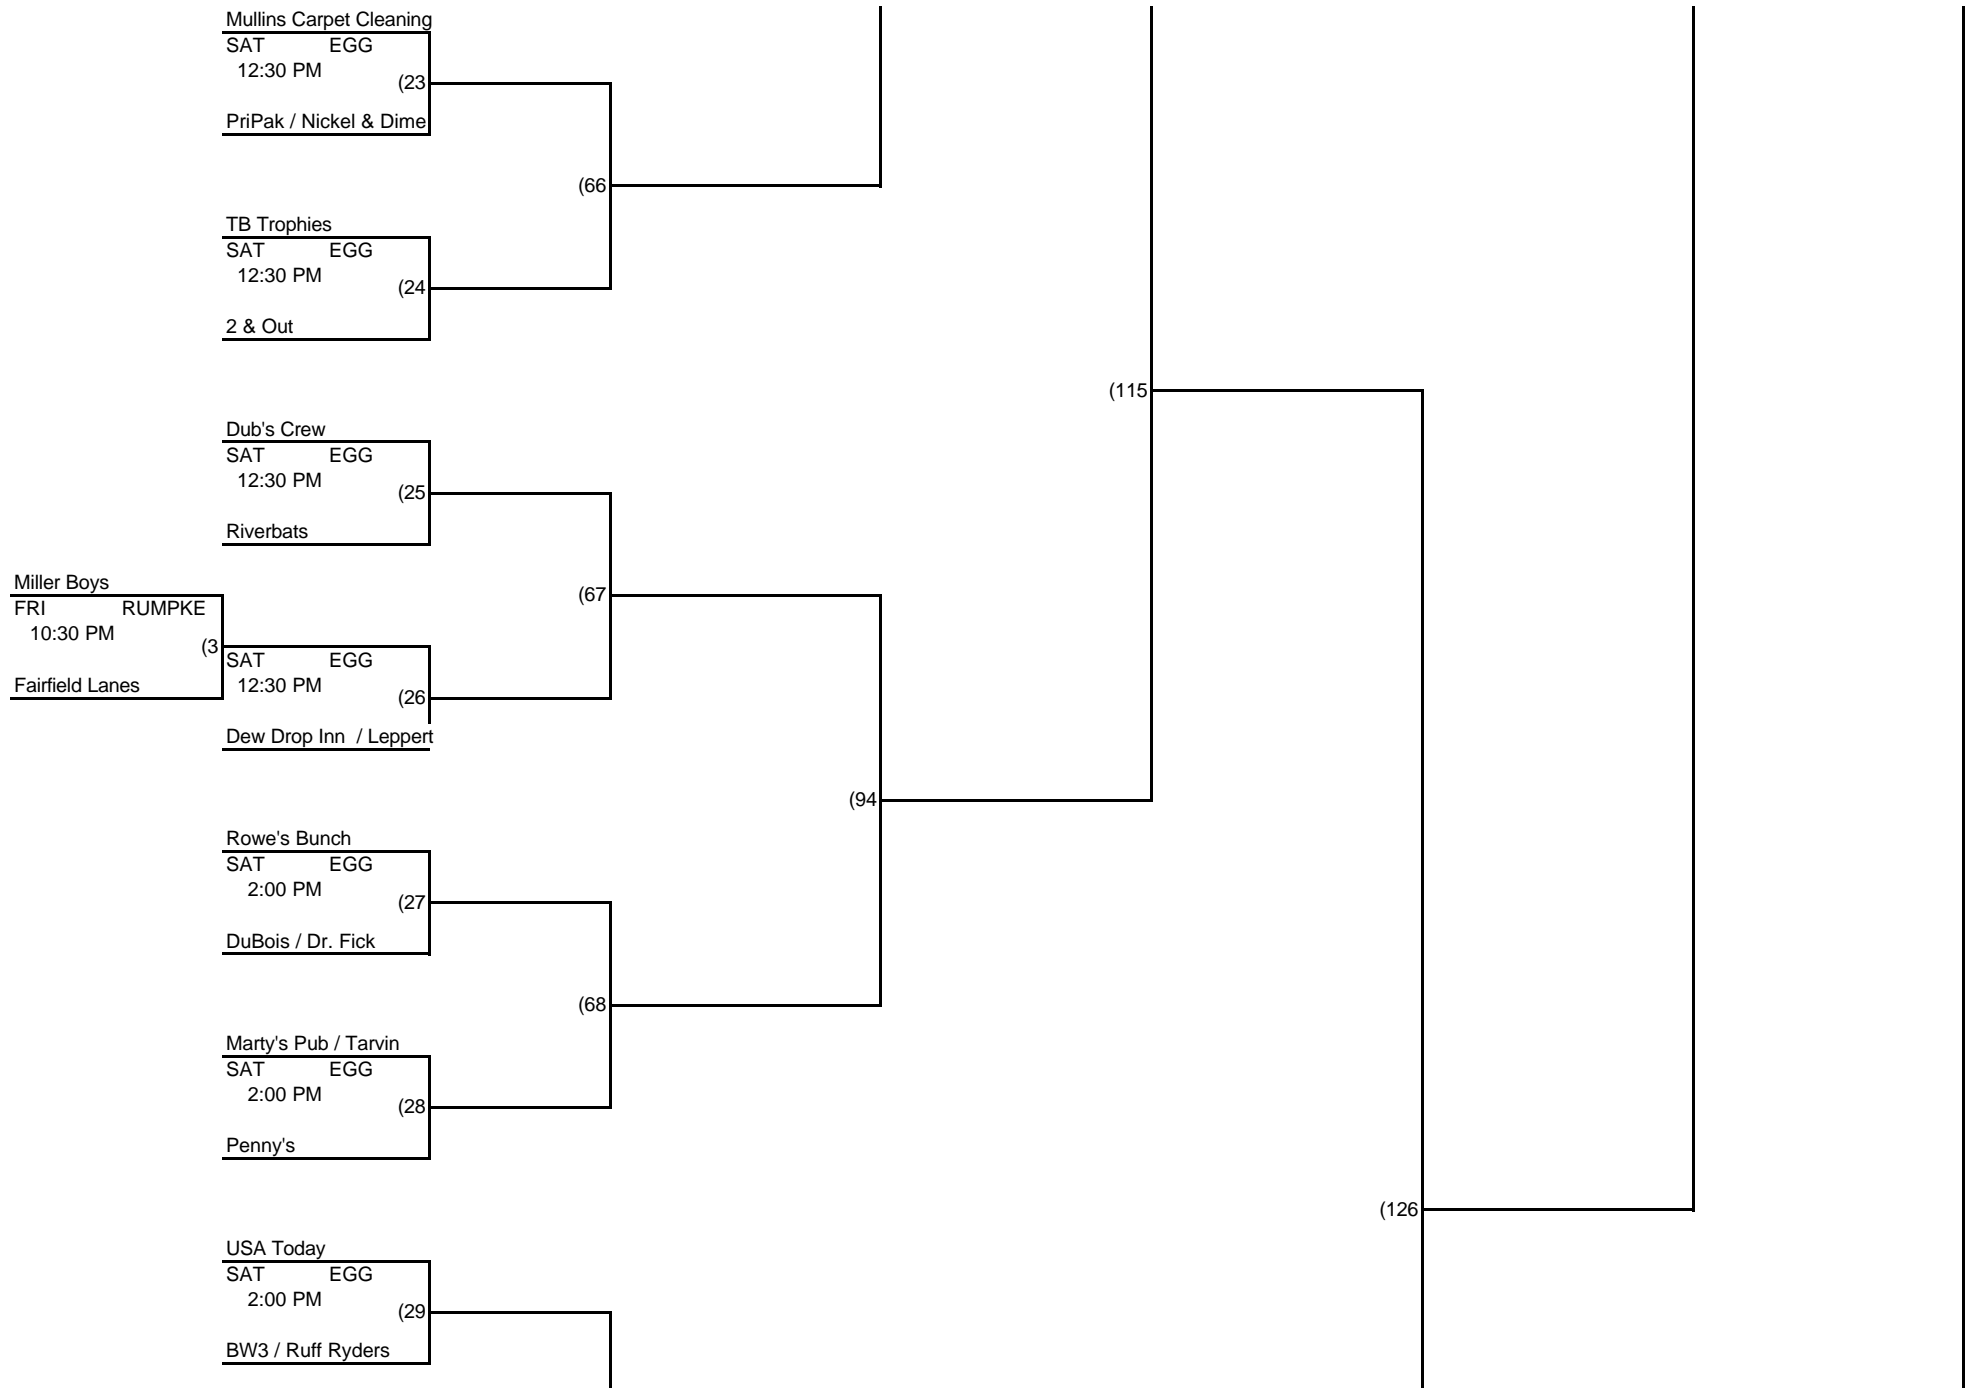 Mullins Carpet Cleaning
SAT EGG
12:30 PM
(23
PriPak / Nickel & Dime
(66
TB Trophies
SAT EGG
12:30 PM
(24
2 & Out
(115
Dub's Crew
SAT EGG
12:30 PM
(25
Riverbats
Miller Boys
(67
FRI RUMPKE
10:30 PM
(3
SAT EGG
Fairfield Lanes
12:30 PM
(26
Dew Drop Inn / Leppert
(94
Rowe's Bunch
SAT EGG
2:00 PM
(27
DuBois / Dr. Fick
(68
Marty's Pub / Tarvin
SAT EGG
2:00 PM
(28
Penny's
(126
USA Today
SAT EGG
2:00 PM
(29
BW3 / Ruff Ryders